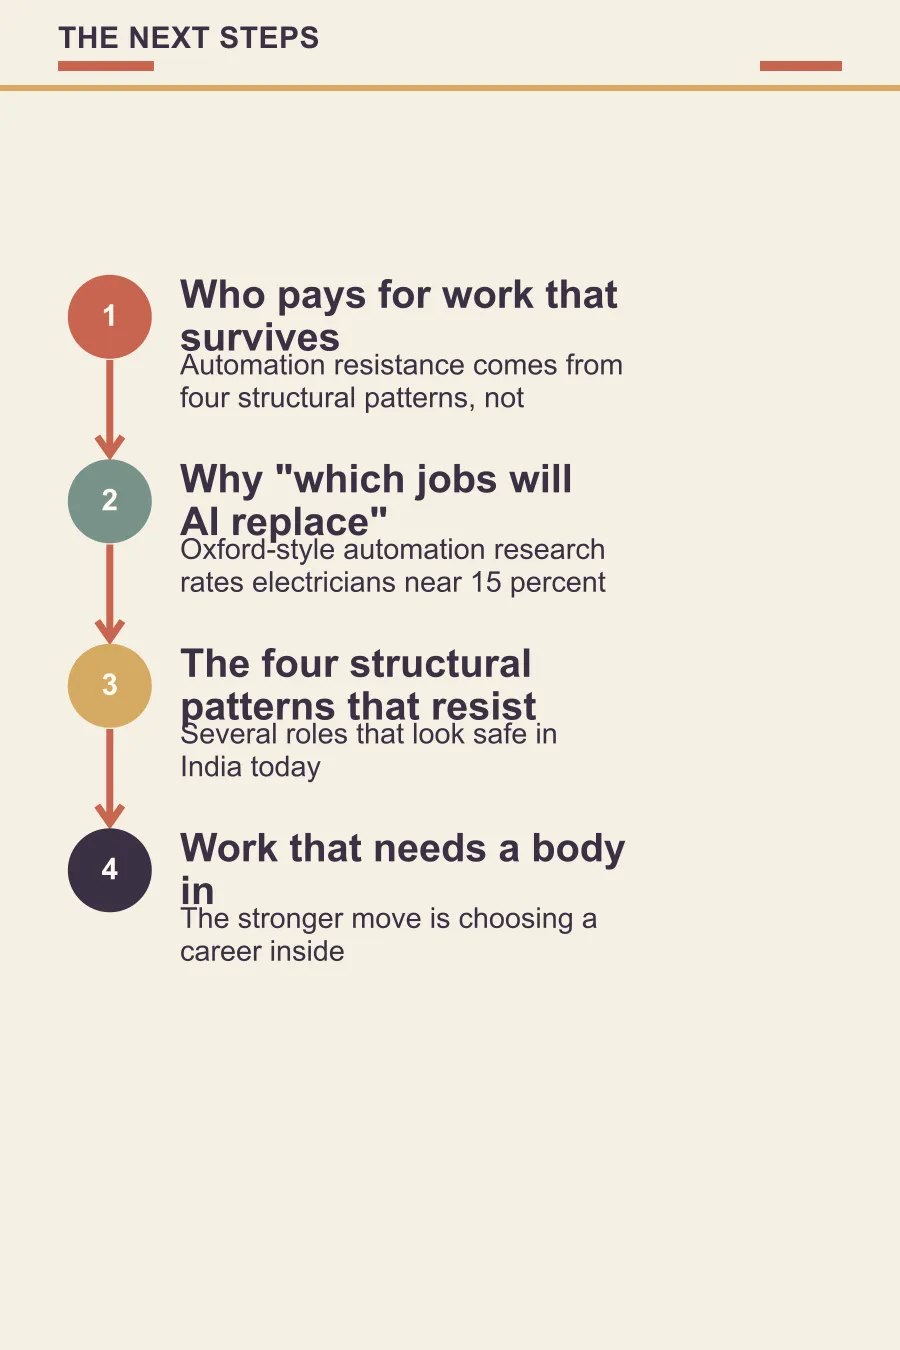 THE NEXT STEPS
1
Who pays for work that
survives
Automation resistance comes from
four structural patterns, not
2
Why "which jobs will
AI replace"
Oxford-style automation research
rates electricians near 15 percent
3
The four structural
patterns that resist
Several roles that look safe in
India today
4
Work that needs a body
in
The stronger move is choosing a
career inside